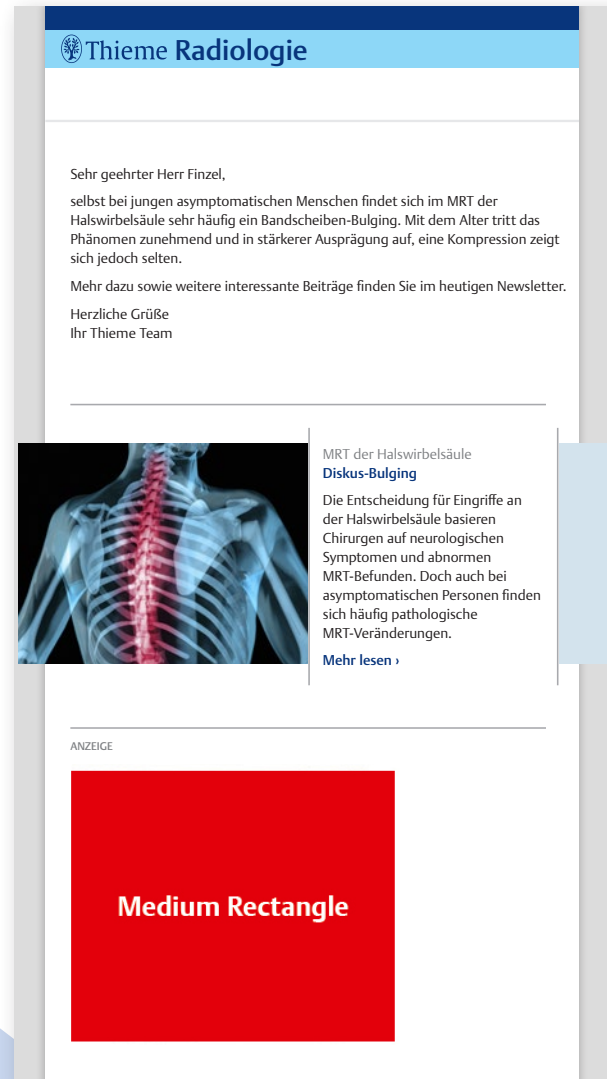 Thieme Radiologie
Sehr geehrter Herr Finzel,
selbst bei jungen asymptomatischen Menschen findet sich im MRT der
Halswirbelsäule sehr häufig ein Bandscheiben-Bulging. Mit dem Alter tritt das
Phänomen zunehmend und in stärkerer Ausprägung auf, eine Kompression zeigt
sich jedoch selten.
Mehr dazu sowie weitere interessante Beiträge finden Sie im heutigen Newsletter.
Herzliche Grüße
Ihr Thieme Team
MRT der Halswirbelsäule
Diskus-Bulging
Die Entscheidung für Eingriffe an
der Halswirbelsäule basieren
Chirurgen auf neurologischen
Symptomen und abnormen
MRT-Befunden. Doch auch bei
asymptomatischen Personen finden
sich häufig pathologische
MRT-Veränderungen.
Mehr lesen ›
ANZEIGE
Medium Rectangle